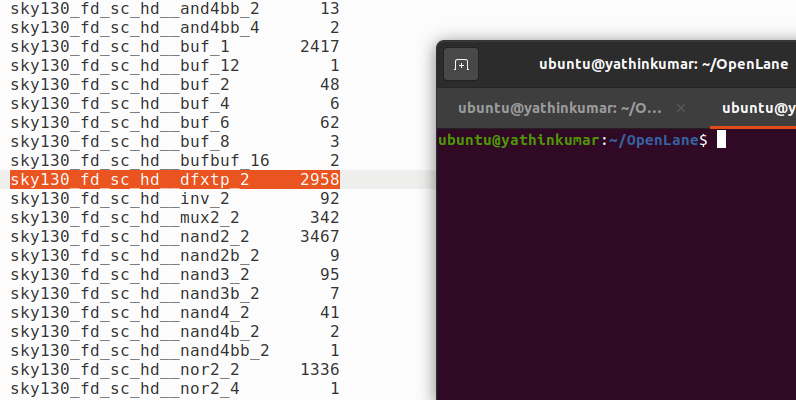 sky130_fd_sc_hd__and4bb_2 13
sky130_fd_sc_hd__and4bb_4 2
sky130_fd_sc_hd__buf_1 2417
sky130_fd_sc_hd__buf_12 1
sky130_fd_sc_hd__buf_2 48
sky130_fd_sc_hd__buf_4 6
sky130_fd_sc_hd__buf_6 62
sky130_fd_sc_hd__buf_8 3
sky130_fd_sc_hd__bufbuf_16 2
sky130_fd_sc_hd__dfxtp_2 2958
sky130_fd_sc_hd__inv_2 92
sky130_fd_sc_hd__mux2_2 342
sky130_fd_sc_hd__nand2_2 3467
sky130_fd_sc_hd__nand2b_2 9
sky130_fd_sc_hd__nand3_2 95
sky130_fd_sc_hd__nand3b_2 7
sky130_fd_sc_hd__nand4_2 41
sky130_fd_sc_hd__nand4b_2 2
sky130_fd_sc_hd__nand4bb_2 1
sky130_fd_sc_hd__nor2_2 1336
sky130_fd_sc_hd__nor2_4 1
ubuntu@yathinkumar: ~/OpenLane
ubuntu@yathinkumar: ~/O... × ubuntu@y
ubuntu@yathinkumar:~/OpenLane$